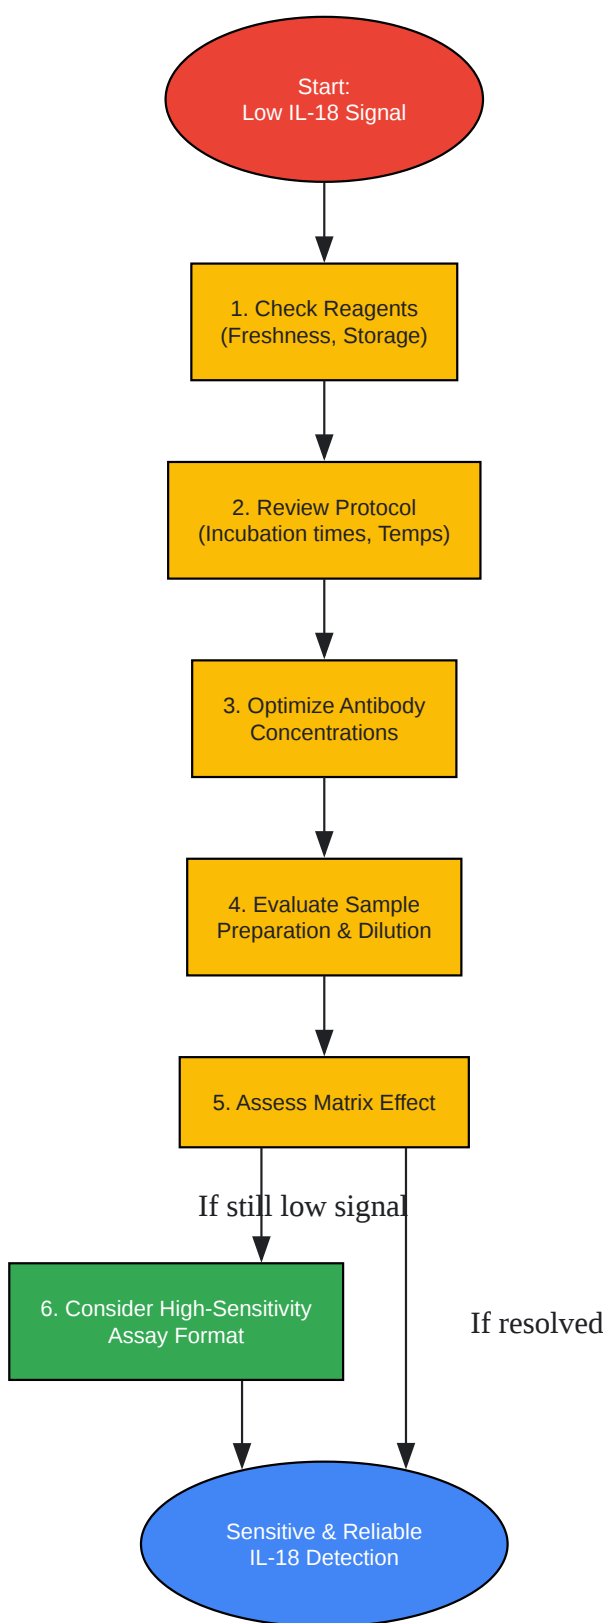 Start:
Low IL-18 Signal
1. Check Reagents
(Freshness, Storage)
2. Review Protocol
(Incubation times, Temps)
3. Optimize Antibody
Concentrations
4. Evaluate Sample
Preparation & Dilution
5. Assess Matrix Effect
If still low signal
6. Consider High-Sensitivity
Assay Format
If resolved
Sensitive & Reliable
IL-18 Detection